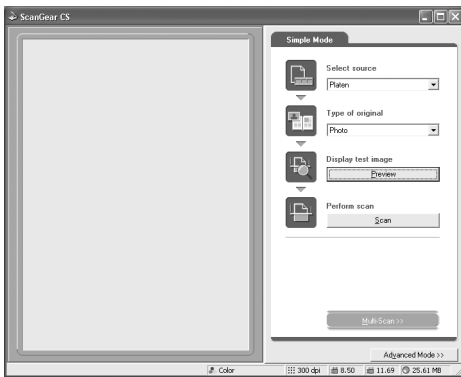 ScanGear CS
Simple Mode
Select source
Platen
Type of original
Photo
Display test image
Preview
Perform scan
Scan
Multi-Scan >>
Advanced Mode >>
Color
300 dpi
8.50
11.69
25.61 MB